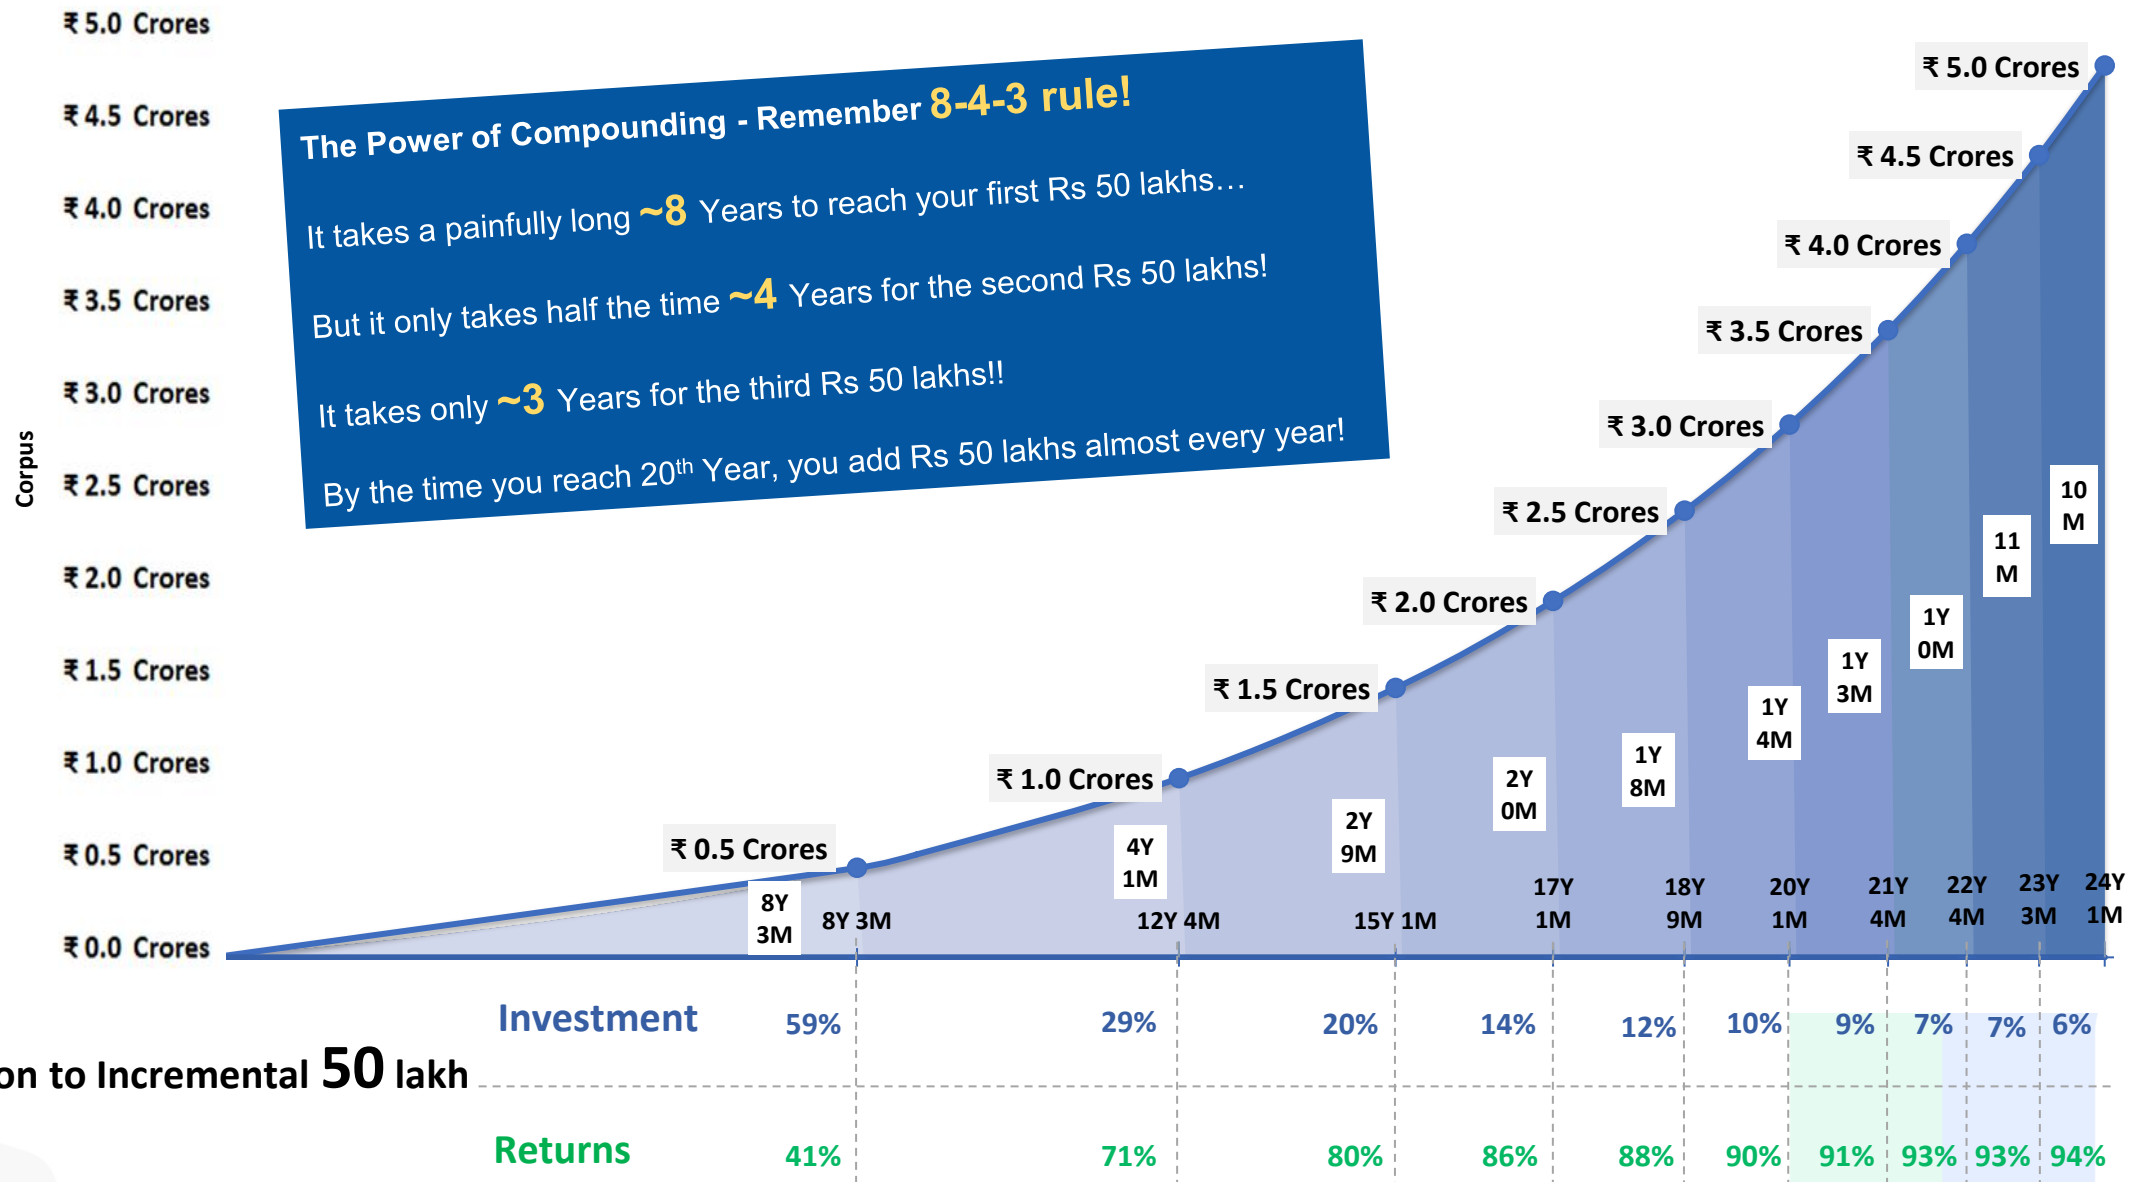 ₹ 5.0 Crores
₹ 4.5 Crores
₹ 4.0 Crores
₹ 3.5 Crores
₹ 3.0 Crores
₹ 2.5 Crores
₹ 2.0 Crores
₹ 1.5 Crores
₹ 1.0 Crores
₹ 0.5 Crores
₹ 0.0 Crores
Corpus
The Power of Compounding - Remember 8-4-3 rule!
It takes a painfully long ~8 Years to reach your first Rs 50 lakhs…
But it only takes half the time ~4 Years for the second Rs 50 lakhs!
It takes only ~3 Years for the third Rs 50 lakhs!!
By the time you reach 20th Year, you add Rs 50 lakhs almost every year!
₹ 0.5 Crores
₹ 1.0 Crores
₹ 1.5 Crores
₹ 2.0 Crores
₹ 2.5 Crores
₹ 3.0 Crores
₹ 3.5 Crores
₹ 4.0 Crores
₹ 4.5 Crores
₹ 5.0 Crores
8Y
3M
4Y
1M
2Y
9M
2Y
0M
1Y
8M
1Y
4M
1Y
3M
1Y
0M
11
M
10
M
8Y 3M
12Y 4M
15Y 1M
17Y
1M
18Y
9M
20Y
1M
21Y
4M
22Y
4M
23Y
3M
24Y
1M
Investment 59% 29% 20% 14% 12% 10% 9% 7% 7% 6%
on to Incremental 50 lakh
Returns 41% 71% 80% 86% 88% 90% 91% 93% 93% 94%